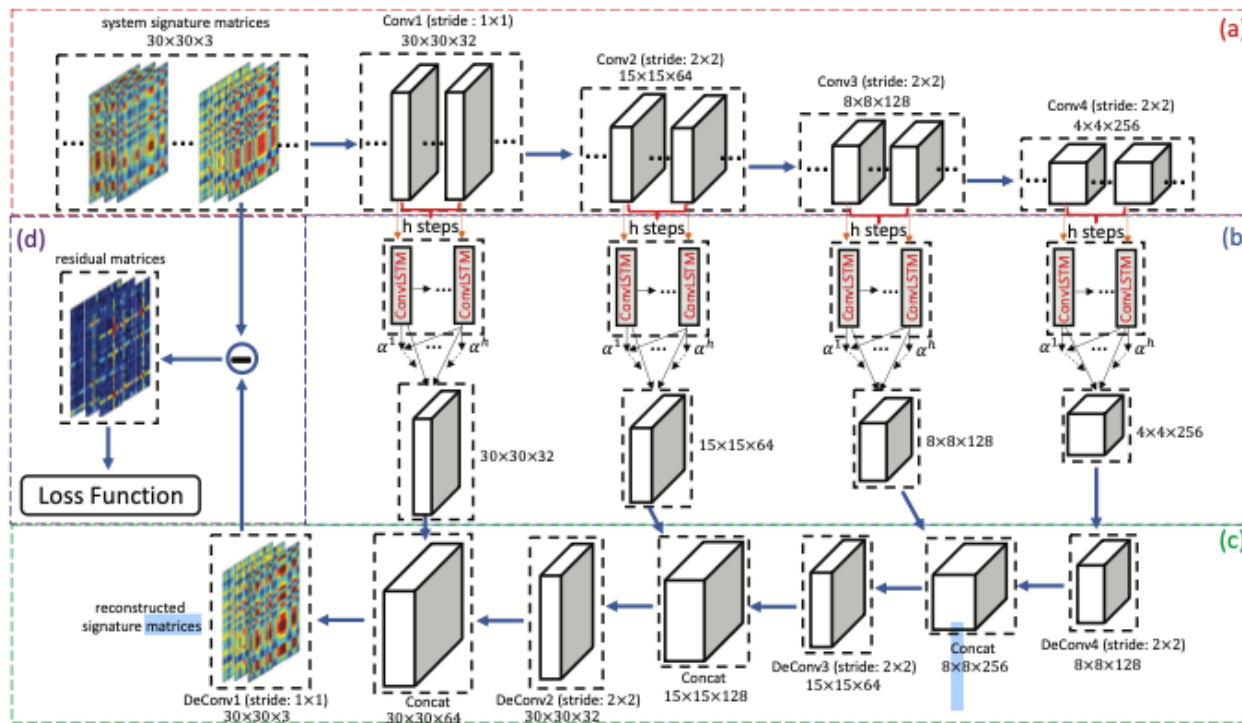 system signature matrices
30×30×3
Conv1 (stride : 1×1)
30×30×32
Conv2 (stride: 2×2)
15×15×64
Conv3 (stride: 2×2)
8×8×128
Conv4 (stride: 2×2)
4×4×256
(a)
... ... ...
... ... ...
... ... ...
... ... ...
... ... ...
(d)
residual matrices
Loss Function
(b)
h steps
ConvLSTM ... ConvLSTM
α¹ ... αʰ
30×30×32
h steps
ConvLSTM ... ConvLSTM
α¹ ... αʰ
15×15×64
h steps
ConvLSTM ... ConvLSTM
α¹ ... αʰ
8×8×128
h steps
ConvLSTM ... ConvLSTM
α¹ ... αʰ
4×4×256
(c)
reconstructed
signature matrices
DeConv1 (stride: 1×1)
30×30×3
Concat
30×30×64
DeConv2 (stride: 2×2)
30×30×32
Concat
15×15×128
DeConv3 (stride: 2×2)
15×15×64
Concat
8×8×256
DeConv4 (stride: 2×2)
8×8×128